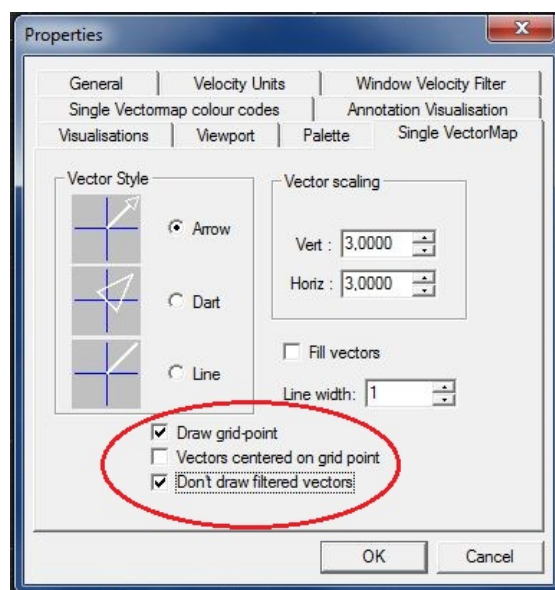 Properties
General Velocity Units Window Velocity Filter
Single Vectormap colour codes Annotation Visualisation
Visualisations Viewport Palette Single VectorMap
Vector Style
Arrow
Dart
Line
Vector scaling
Vert : 3,0000
Horiz : 3,0000
Fill vectors
Line width: 1
Draw grid-point
Vectors centered on grid point
Don't draw filtered vectors
OK Cancel